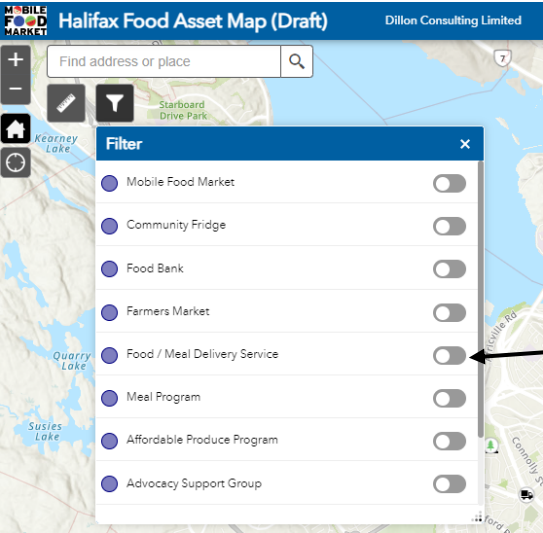 MOBILE
FOOD
MARKET
Halifax Food Asset Map (Draft)
Dillon Consulting Limited
+
Find address or place
7
−
Starboard
Drive Park
Kearney
Lake
Filter
×
Mobile Food Market
Community Fridge
Food Bank
Farmers Market
Food / Meal Delivery Service
Quarry
Lake
Meal Program
Susies
Lake
Affordable Produce Program
Connolly St
Advocacy Support Group